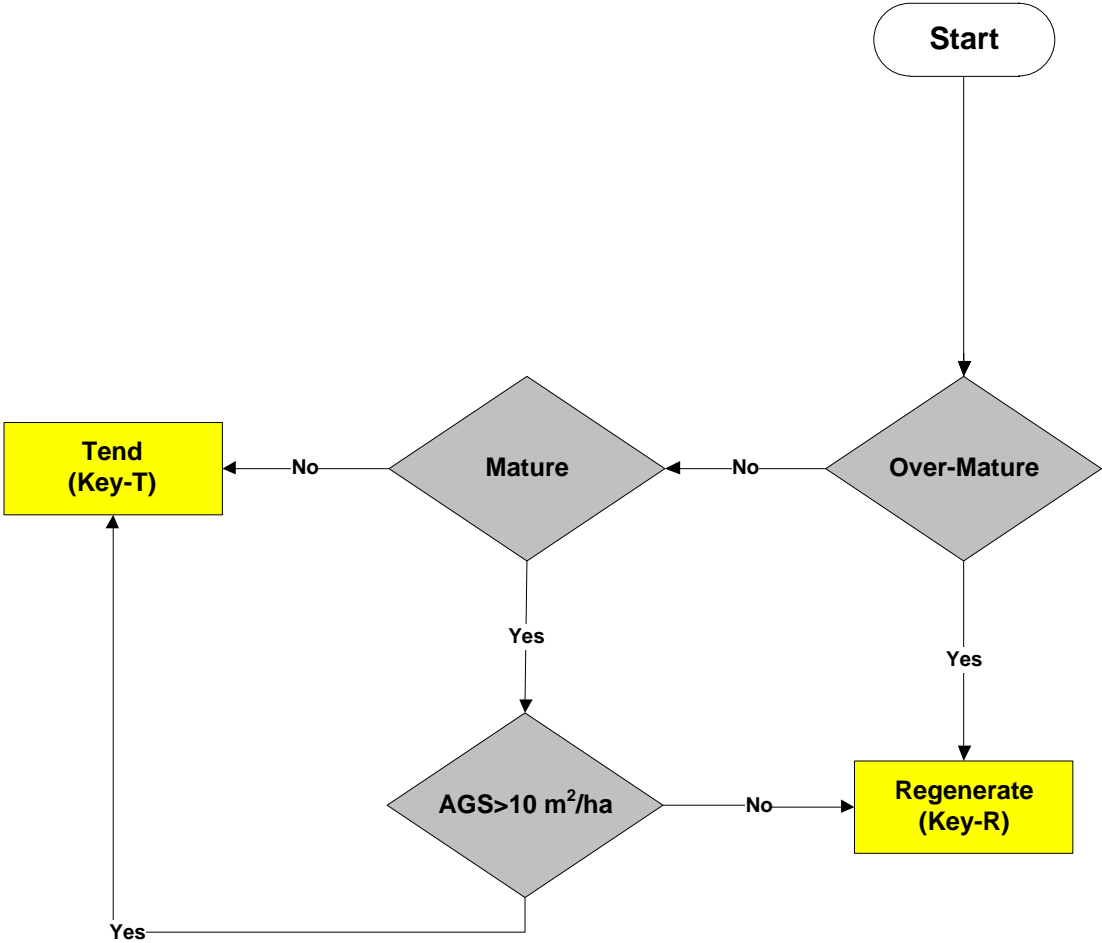 Start
Tend
(Key-T)
No
Mature
No
Over-Mature
Yes
Yes
AGS>10 m²/ha
No
Regenerate
(Key-R)
Yes